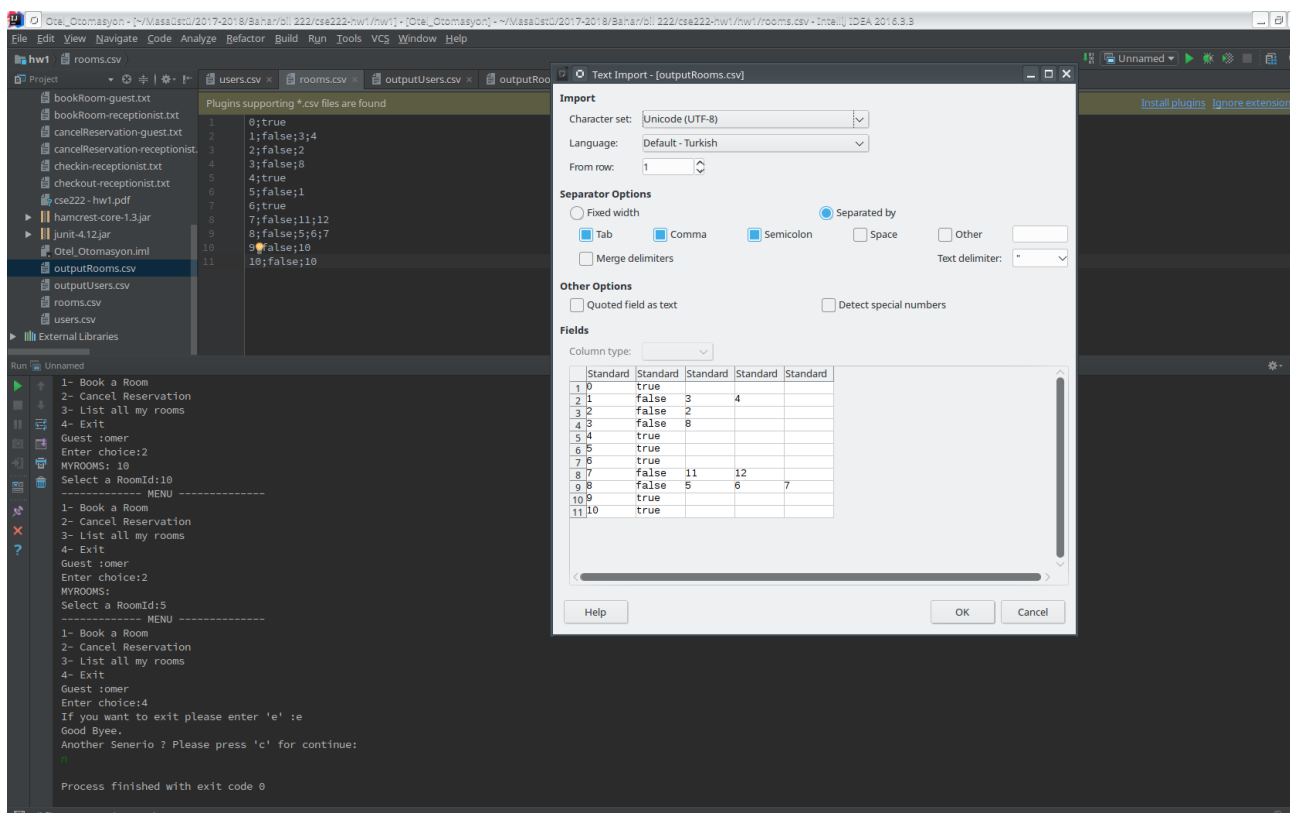 Otel_Otomasyon - [~/Masaüstü/2017-2018/Bahar/bil 222/cse222-hw1/hw1] - [Otel_Otomasyon] - ~/Masaüstü/2017-2018/Bahar/bil 222/cse222-hw1/hw1/rooms.csv - IntelliJ IDEA 2016.3.3
File Edit View Navigate Code Analyze Refactor Build Run Tools VCS Window Help
hw1 rooms.csv
Unnamed
Project
users.csv rooms.csv outputUsers.csv outputRoo
Plugins supporting *.csv files are found
Install plugins Ignore extension
bookRoom-guest.txt
bookRoom-receptionist.txt
cancelReservation-guest.txt
cancelReservation-receptionist.
checkin-receptionist.txt
checkout-receptionist.txt
cse222 - hw1.pdf
hamcrest-core-1.3.jar
junit-4.12.jar
Otel_Otomasyon.iml
outputRooms.csv
outputUsers.csv
rooms.csv
users.csv
External Libraries
1 0;true
2 1;false;3;4
3 2;false;2
4 3;false;8
5 4;true
6 5;false;1
7 6;true
8 7;false;11;12
9 8;false;5;6;7
10 9;false;10
11 10;false;10
Text Import - [outputRooms.csv]
Import
Character set: Unicode (UTF-8)
Language: Default - Turkish
From row: 1
Separator Options
Fixed width Separated by
Tab Comma Semicolon Space Other
Merge delimiters Text delimiter: "
Other Options
Quoted field as text Detect special numbers
Fields
Column type:
Standard Standard Standard Standard Standard
1 0 true
2 1 false 3 4
3 2 false 2
4 3 false 8
5 4 true
6 5 true
7 6 true
8 7 false 11 12
9 8 false 5 6 7
10 9 true
11 10 true
Help OK Cancel
Run Unnamed
1- Book a Room
2- Cancel Reservation
3- List all my rooms
4- Exit
Guest :omer
Enter choice:2
MYROOMS: 10
Select a RoomId:10
------------- MENU --------------
1- Book a Room
2- Cancel Reservation
3- List all my rooms
4- Exit
Guest :omer
Enter choice:2
MYROOMS:
Select a RoomId:5
------------- MENU --------------
1- Book a Room
2- Cancel Reservation
3- List all my rooms
4- Exit
Guest :omer
Enter choice:4
If you want to exit please enter 'e' :e
Good Byee.
Another Senerio ? Please press 'c' for continue:
n
Process finished with exit code 0